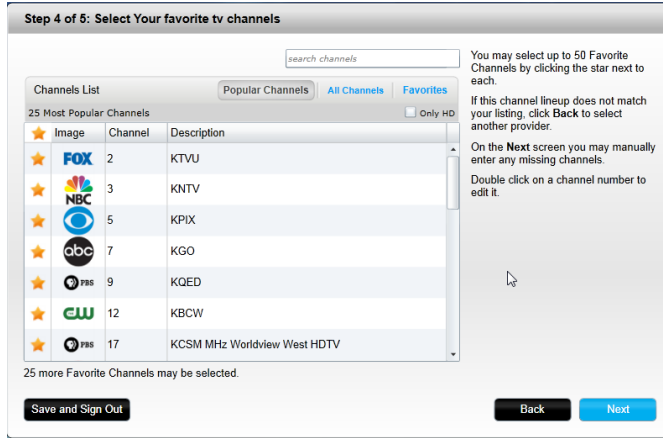 Step 4 of 5: Select Your favorite tv channels
search channels
Channels List
Popular Channels
All Channels
Favorites
25 Most Popular Channels
Only HD
Image Channel Description
FOX 2 KTVU
NBC 3 KNTV
5 KPIX
abc 7 KGO
PBS 9 KQED
CW 12 KBCW
PBS 17 KCSM MHz Worldview West HDTV
25 more Favorite Channels may be selected.
You may select up to 50 Favorite
Channels by clicking the star next to
each.
If this channel lineup does not match
your listing, click Back to select
another provider.
On the Next screen you may manually
enter any missing channels.
Double click on a channel number to
edit it.
Save and Sign Out
Back
Next